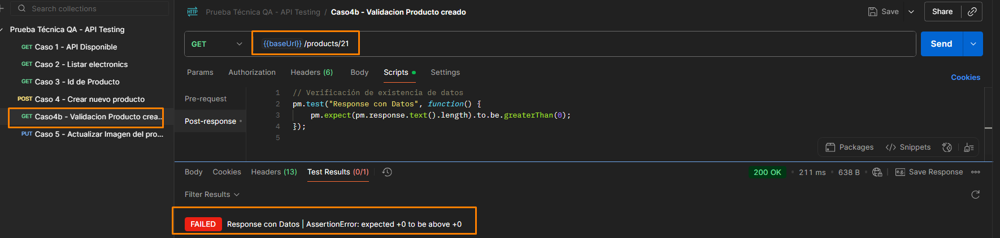 Search collections
Prueba Técnica QA - API Testing
GET Caso 1 - API Disponible
GET Caso 2 - Listar electronics
GET Caso 3 - Id de Producto
POST Caso 4 - Crear nuevo producto
GET Caso4b - Validacion Producto crea...
PUT Caso 5 - Actualizar Imagen del pro...
HTTP Prueba Técnica QA - API Testing / Caso4b - Validacion Producto creado
Save
Share
GET {{baseUrl}} /products/21
Send
Params Authorization Headers (6) Body Scripts Settings
Cookies
Pre-request
Post-response
1 // Verificación de existencia de datos
2 pm.test("Response con Datos", function() {
3 pm.expect(pm.response.text().length).to.be.greaterThan(0);
4 });
5
Packages </> Snippets
Body Cookies Headers (13) Test Results (0/1)
200 OK • 211 ms • 638 B
e.g. Save Response
Filter Results
FAILED Response con Datos | AssertionError: expected +0 to be above +0